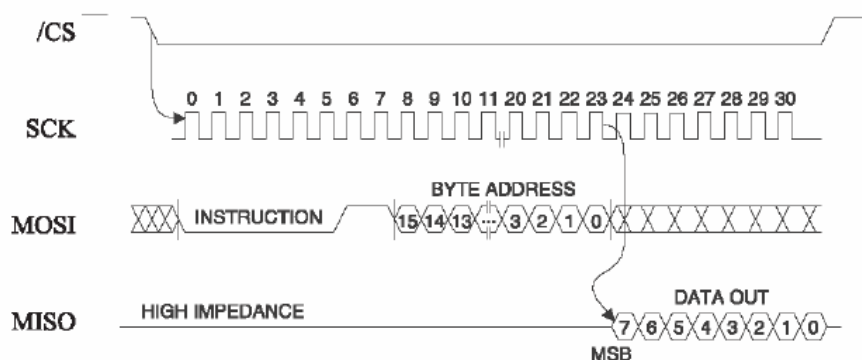 /CS
0 1 2 3 4 5 6 7 8 9 10 11 20 21 22 23 24 25 26 27 28 29 30
SCK
BYTE ADDRESS
MOSI INSTRUCTION 15 14 13 ... 3 2 1 0
HIGH IMPEDANCE DATA OUT
MISO 7 6 5 4 3 2 1 0
MSB